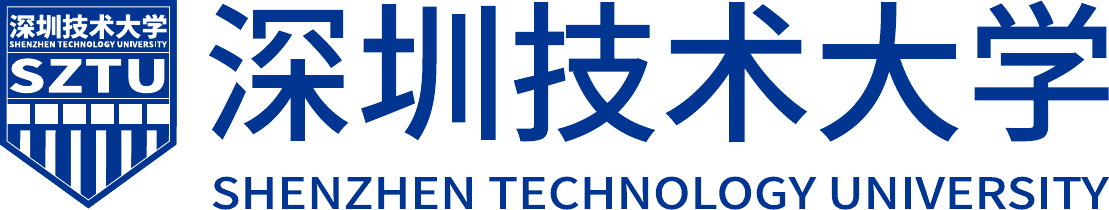 深圳技术大学
SHENZHEN TECHNOLOGY UNIVERSITY
SZTU
深圳技术大学
SHENZHEN TECHNOLOGY UNIVERSITY